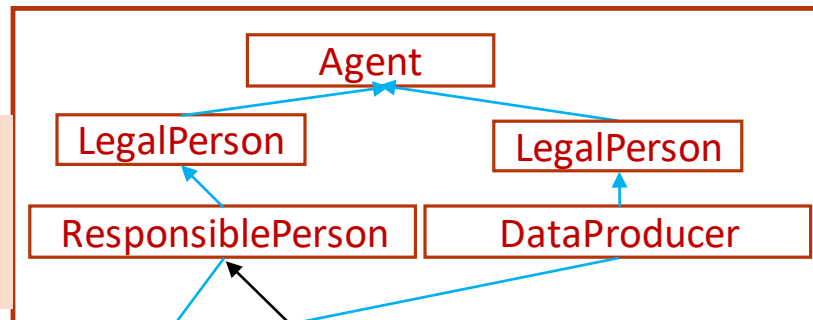 Agent
LegalPerson
LegalPerson
ResponsiblePerson
DataProducer